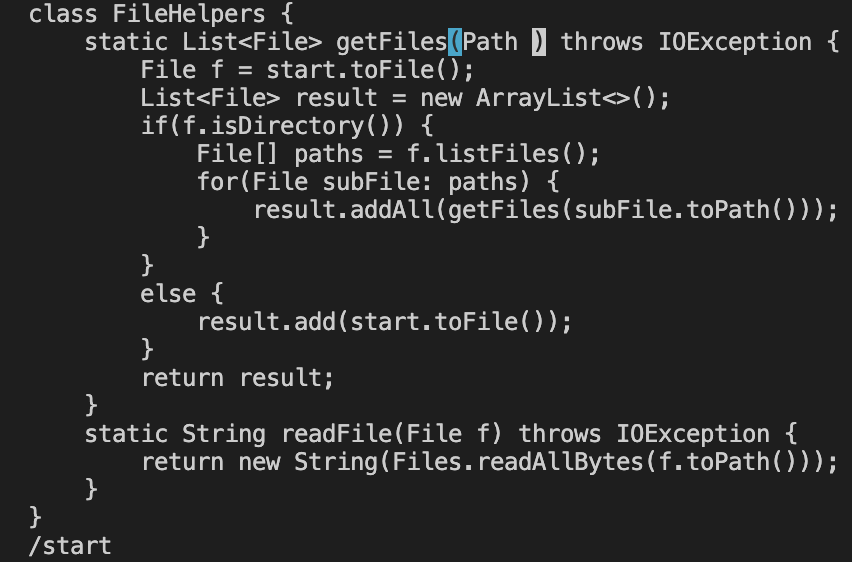 class FileHelpers {
    static List<File> getFiles(Path ) throws IOException {
        File f = start.toFile();
        List<File> result = new ArrayList<>();
        if(f.isDirectory()) {
            File[] paths = f.listFiles();
            for(File subFile: paths) {
                result.addAll(getFiles(subFile.toPath()));
            }
        }
        else {
            result.add(start.toFile());
        }
        return result;
    }
    static String readFile(File f) throws IOException {
        return new String(Files.readAllBytes(f.toPath()));
    }
}
/start